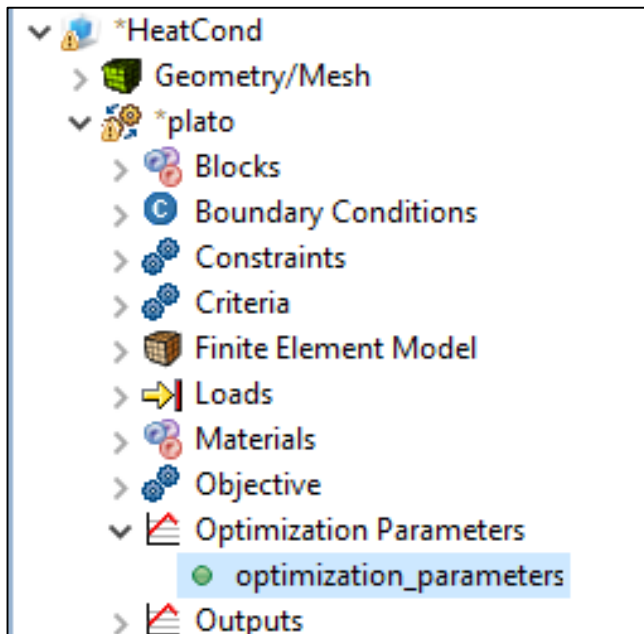 *HeatCond
Geometry/Mesh
*plato
Blocks
C Boundary Conditions
Constraints
Criteria
Finite Element Model
Loads
Materials
Objective
Optimization Parameters
optimization_parameters
Outputs